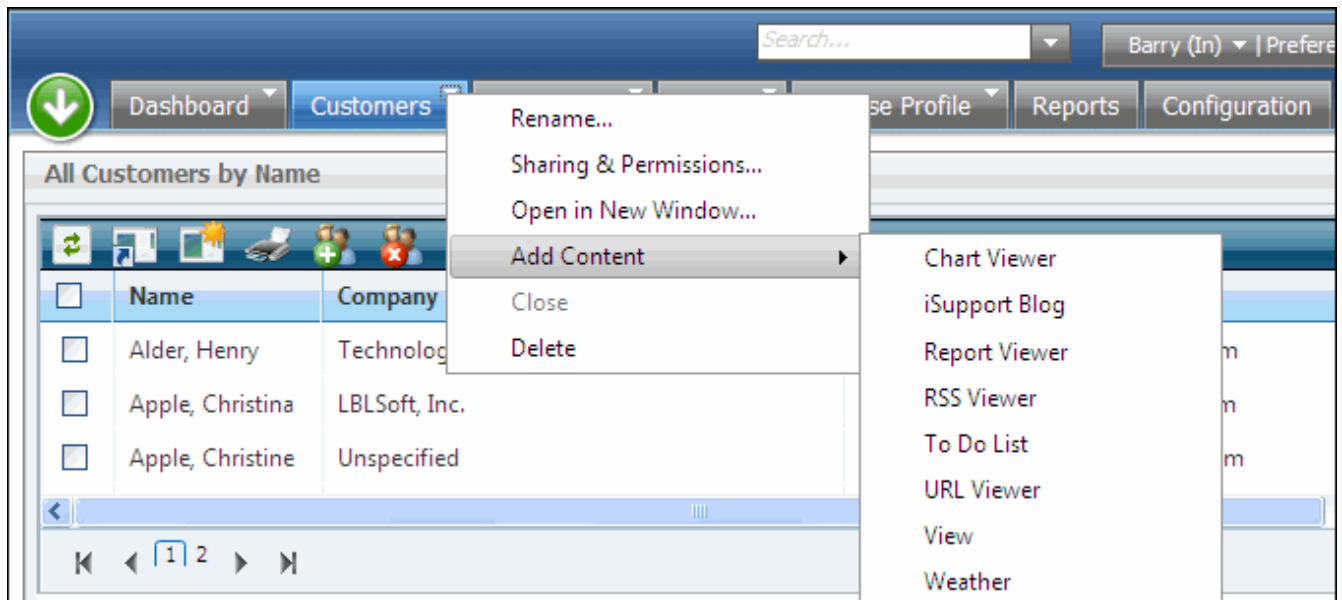 Search...
Barry (In) | Prefere
Dashboard Customers se Profile Reports Configuration
Rename...
All Customers by Name
Sharing & Permissions...
Open in New Window...
Add Content
Chart Viewer
Name Company
Close
iSupport Blog
Alder, Henry Technolog
Delete
Report Viewer
m
Apple, Christina LBLSoft, Inc.
RSS Viewer
m
To Do List
Apple, Christine Unspecified
m
URL Viewer
View
1 2
Weather